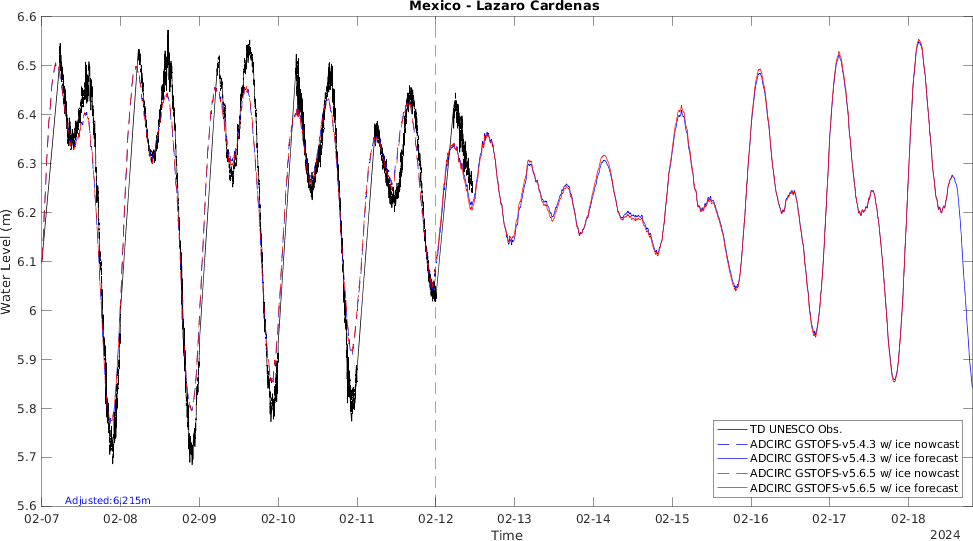 Mexico - Lazaro Cardenas
6.6
6.5
6.4
6.3
6.2
6.1
6
5.9
5.8
5.7
5.6
Water Level (m)
TD UNESCO Obs.
ADCIRC GSTOFS-v5.4.3 w/ ice nowcast
ADCIRC GSTOFS-v5.4.3 w/ ice forecast
ADCIRC GSTOFS-v5.6.5 w/ ice nowcast
ADCIRC GSTOFS-v5.6.5 w/ ice forecast
Adjusted:6.215m
02-07 02-08 02-09 02-10 02-11 02-12 02-13 02-14 02-15 02-16 02-17 02-18
Time
2024